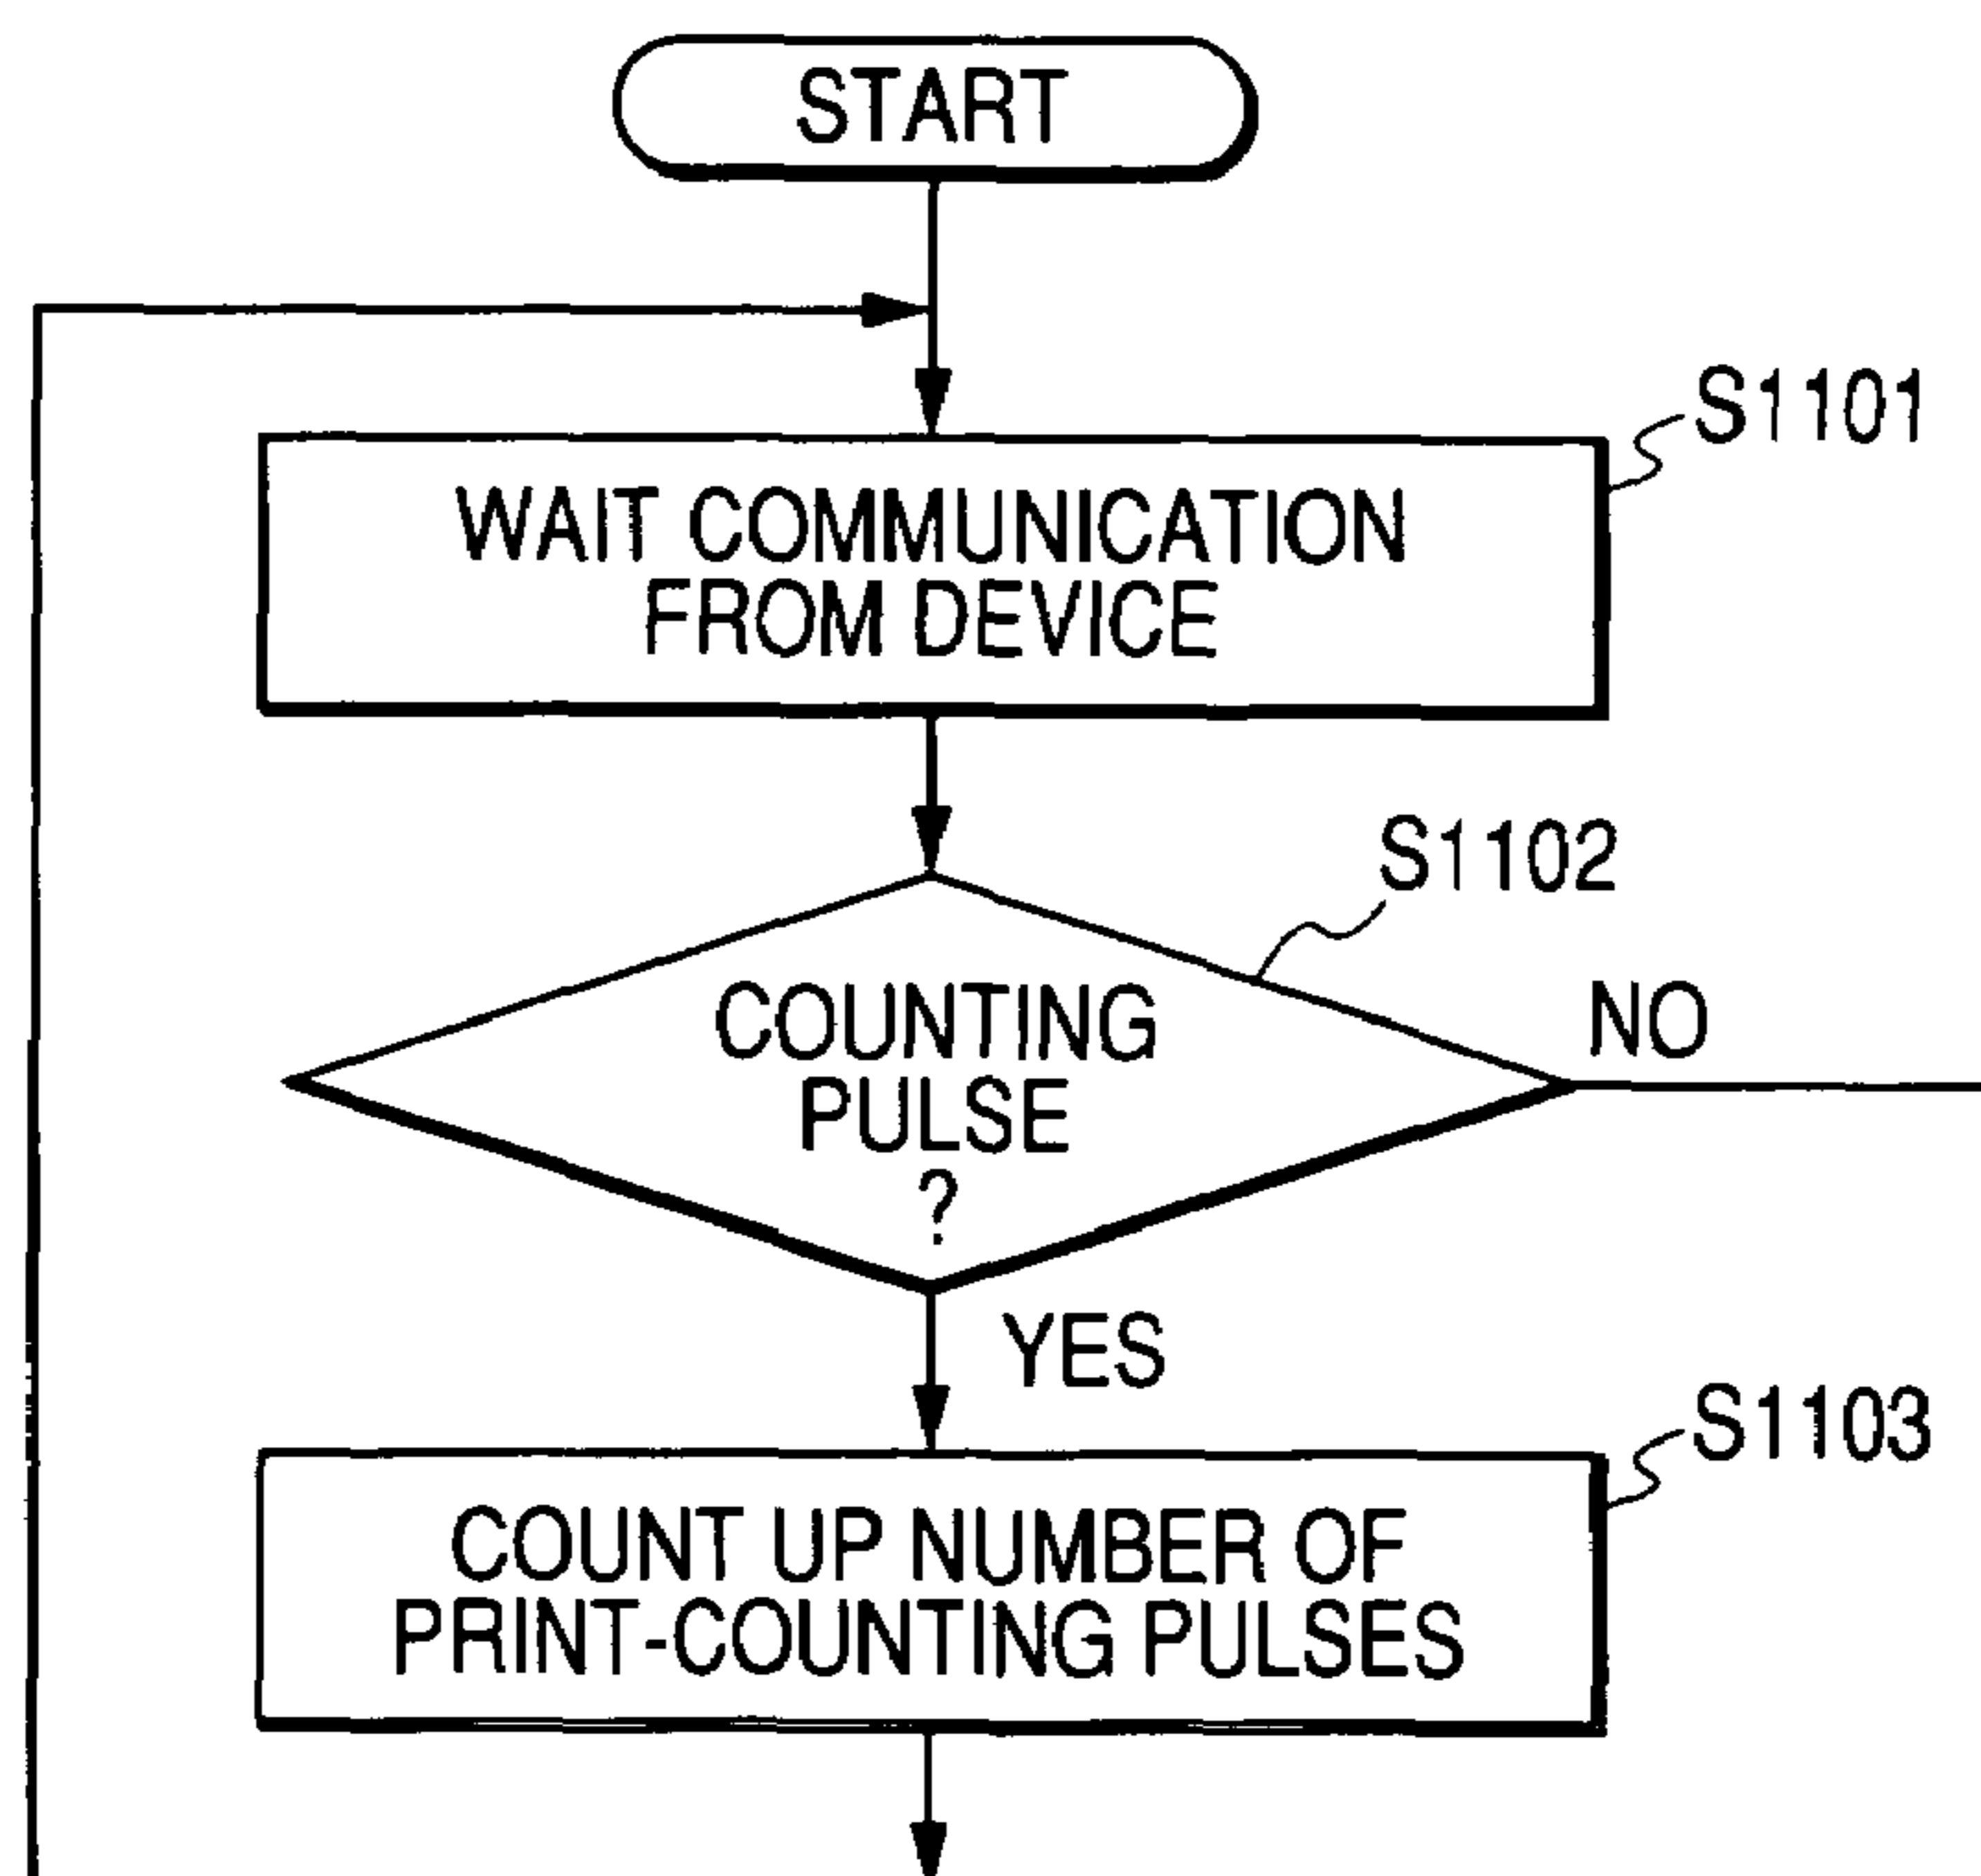 START
S1101
WAIT COMMUNICATION
FROM DEVICE
S1102
COUNTING
PULSE
?
NO
YES
S1103
COUNT UP NUMBER OF
PRINT-COUNTING PULSES